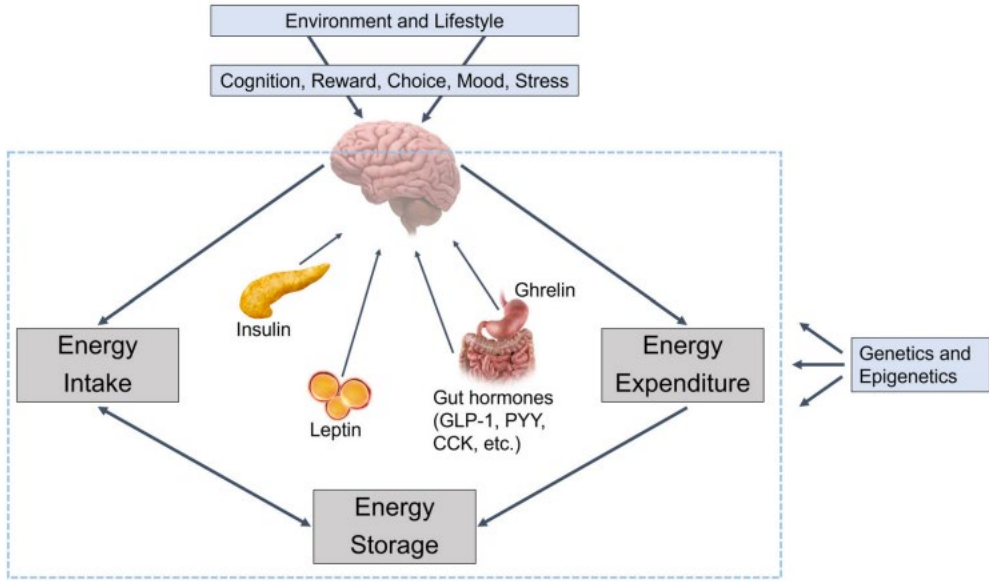 Environment and Lifestyle
Cognition, Reward, Choice, Mood, Stress
Insulin
Ghrelin
Energy
Intake
Leptin
Gut hormones
(GLP-1, PYY,
CCK, etc.)
Energy
Expenditure
Genetics and
Epigenetics
Energy
Storage